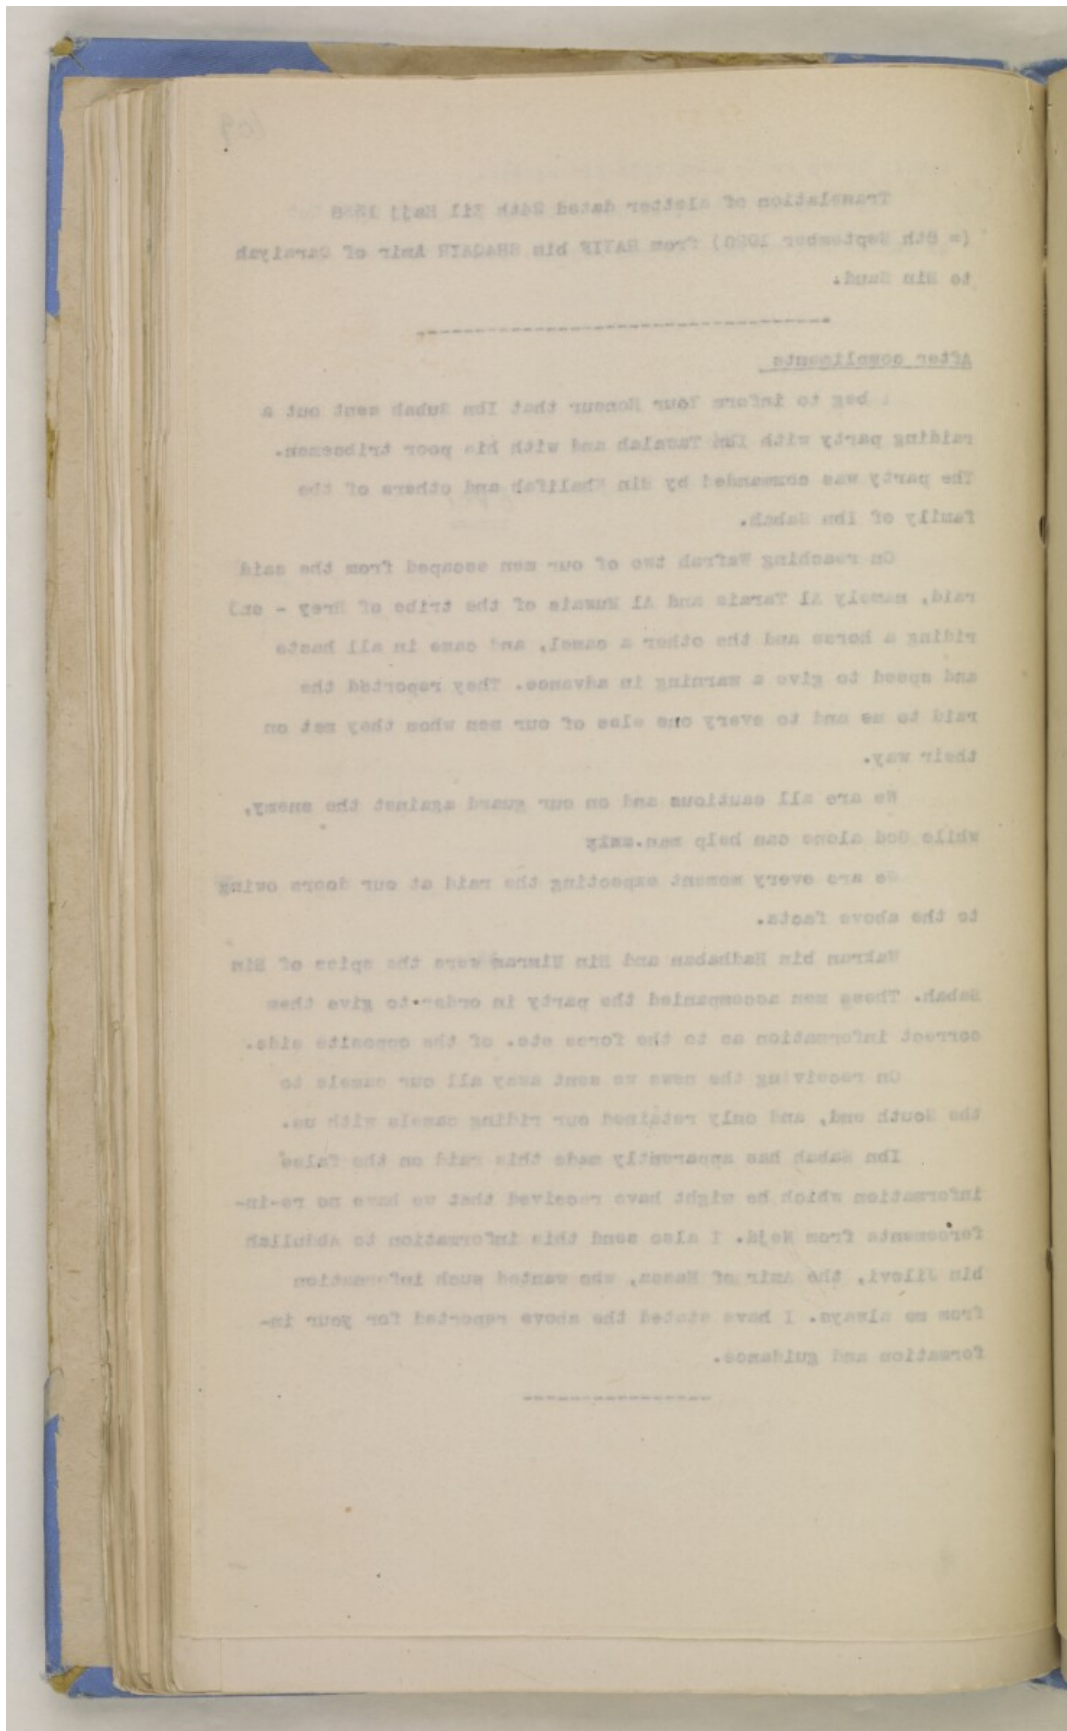 109
Translation of aletter dated 24th Zil Hajj 1338
(= 8th September 1920) from HAYIF bin SHAQAIR Amir of Qaraiyah
to Bin Saud.
After compliments
I beg to inform Your Honour that Ibn Subah sent out a
raiding party with Ibn and with his poor tribesmen.
The party was commanded by Bin Khalifah and others of the
family of Ibn Sabah.
On reaching Wafrah two of our men escaped from the said
raid, namely Al and Al of the tribe of - one
riding a horse and the other a camel, and came in all haste
and speed to give a warning in advance. They reported the
raid to me and to every one else of our men whom they met on
their way.
We are all cautious and on our guard against the enemy,
while God alone can help man.
We are every moment expecting the raid at our doors owing
to the above facts.
Wakran bin Hadhaban and Bin Nimran were the spies of Bin
Sabah. These men accompanied the party in order to give them
correct information as to the force etc. of the opposite side.
On receiving the news we sent away all our camels to
the South end, and only retained our riding camels with us.
Ibn Sabah has apparently made this raid on the false
information which he might have received that we have no re-in-
forcements from Nejd. I also send this information to Abdullah
bin Jilovi, the Amir of Hassa, who wanted such information
from me always. I have stated the above reported for your in-
formation and guidance.